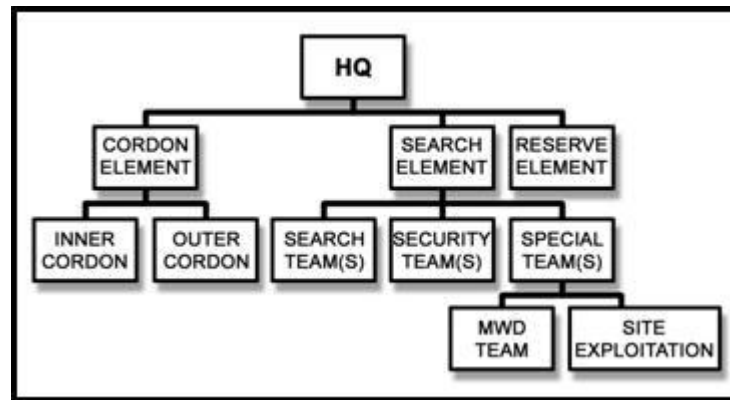 HQ
CORDON
ELEMENT
SEARCH
ELEMENT
RESERVE
ELEMENT
INNER
CORDON
OUTER
CORDON
SEARCH
TEAM(S)
SECURITY
TEAM(S)
SPECIAL
TEAM(S)
MWD
TEAM
SITE
EXPLOITATION